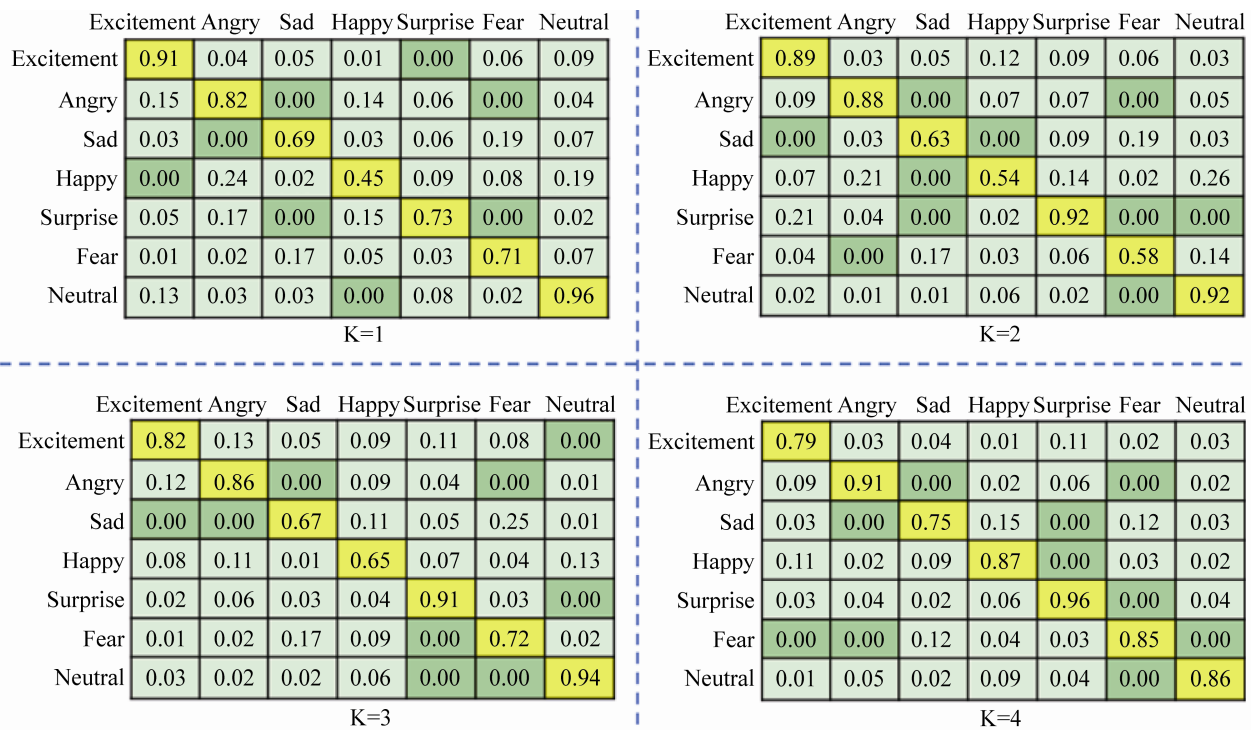 Excitement Angry Sad Happy Surprise Fear Neutral
Excitement 0.91 0.04 0.05 0.01 0.00 0.06 0.09
Angry 0.15 0.82 0.00 0.14 0.06 0.00 0.04
Sad 0.03 0.00 0.69 0.03 0.06 0.19 0.07
Happy 0.00 0.24 0.02 0.45 0.09 0.08 0.19
Surprise 0.05 0.17 0.00 0.15 0.73 0.00 0.02
Fear 0.01 0.02 0.17 0.05 0.03 0.71 0.07
Neutral 0.13 0.03 0.03 0.00 0.08 0.02 0.96
K=1
Excitement Angry Sad Happy Surprise Fear Neutral
Excitement 0.89 0.03 0.05 0.12 0.09 0.06 0.03
Angry 0.09 0.88 0.00 0.07 0.07 0.00 0.05
Sad 0.00 0.03 0.63 0.00 0.09 0.19 0.03
Happy 0.07 0.21 0.00 0.54 0.14 0.02 0.26
Surprise 0.21 0.04 0.00 0.02 0.92 0.00 0.00
Fear 0.04 0.00 0.17 0.03 0.06 0.58 0.14
Neutral 0.02 0.01 0.01 0.06 0.02 0.00 0.92
K=2
Excitement Angry Sad Happy Surprise Fear Neutral
Excitement 0.82 0.13 0.05 0.09 0.11 0.08 0.00
Angry 0.12 0.86 0.00 0.09 0.04 0.00 0.01
Sad 0.00 0.00 0.67 0.11 0.05 0.25 0.01
Happy 0.08 0.11 0.01 0.65 0.07 0.04 0.13
Surprise 0.02 0.06 0.03 0.04 0.91 0.03 0.00
Fear 0.01 0.02 0.17 0.09 0.00 0.72 0.02
Neutral 0.03 0.02 0.02 0.06 0.00 0.00 0.94
K=3
Excitement Angry Sad Happy Surprise Fear Neutral
Excitement 0.79 0.03 0.04 0.01 0.11 0.02 0.03
Angry 0.09 0.91 0.00 0.02 0.06 0.00 0.02
Sad 0.03 0.00 0.75 0.15 0.00 0.12 0.03
Happy 0.11 0.02 0.09 0.87 0.00 0.03 0.02
Surprise 0.03 0.04 0.02 0.06 0.96 0.00 0.04
Fear 0.00 0.00 0.12 0.04 0.03 0.85 0.00
Neutral 0.01 0.05 0.02 0.09 0.04 0.00 0.86
K=4